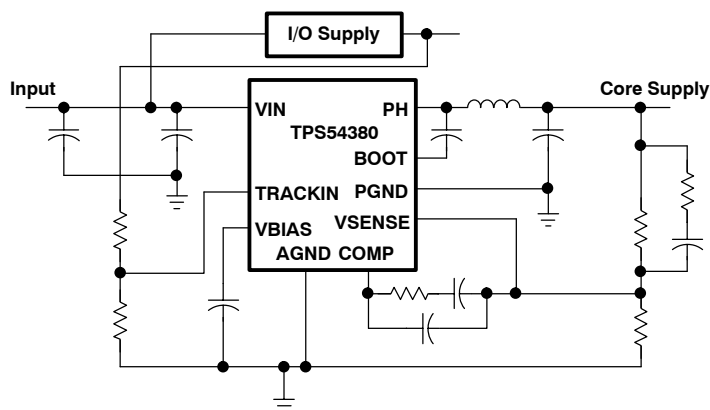 I/O Supply
Input
Core Supply
VIN
PH
TPS54380
BOOT
TRACKIN
PGND
VSENSE
VBIAS
AGND COMP